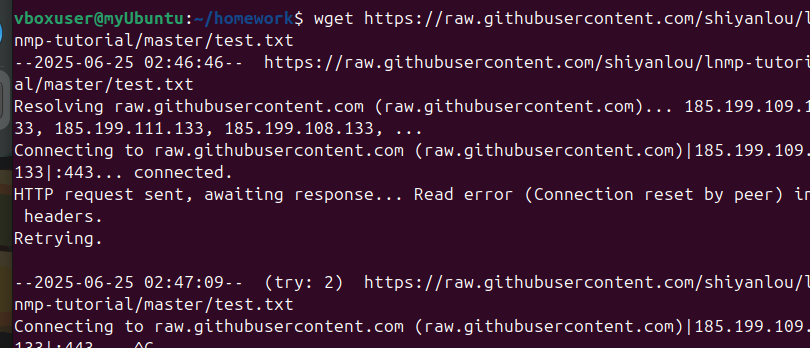 vboxuser@myUbuntu:~/homework$ wget https://raw.githubusercontent.com/shiyanlou/l
nmp-tutorial/master/test.txt
--2025-06-25 02:46:46--  https://raw.githubusercontent.com/shiyanlou/lnmp-tutori
al/master/test.txt
Resolving raw.githubusercontent.com (raw.githubusercontent.com)... 185.199.109.1
33, 185.199.111.133, 185.199.108.133, ...
Connecting to raw.githubusercontent.com (raw.githubusercontent.com)|185.199.109.
133|:443... connected.
HTTP request sent, awaiting response... Read error (Connection reset by peer) in
 headers.
Retrying.
--2025-06-25 02:47:09--  (try: 2)  https://raw.githubusercontent.com/shiyanlou/l
nmp-tutorial/master/test.txt
Connecting to raw.githubusercontent.com (raw.githubusercontent.com)|185.199.109.
133|:443... ^C